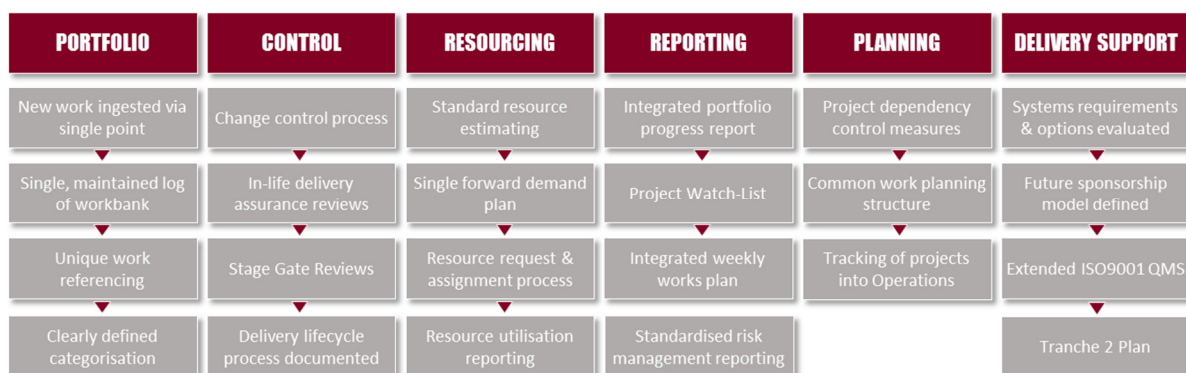 PORTFOLIO
New work ingested via
single point
Single, maintained log
of workbank
Unique work
referencing
Clearly defined
categorisation
CONTROL
Change control process
In-life delivery
assurance reviews
Stage Gate Reviews
Delivery lifecycle
process documented
RESOURCING
Standard resource
estimating
Single forward demand
plan
Resource request &
assignment process
Resource utilisation
reporting
REPORTING
Integrated portfolio
progress report
Project Watch-List
Integrated weekly
works plan
Standardised risk
management reporting
PLANNING
Project dependency
control measures
Common work planning
structure
Tracking of projects
into Operations
DELIVERY SUPPORT
Systems requirements
& options evaluated
Future sponsorship
model defined
Extended ISO9001 QMS
Tranche 2 Plan